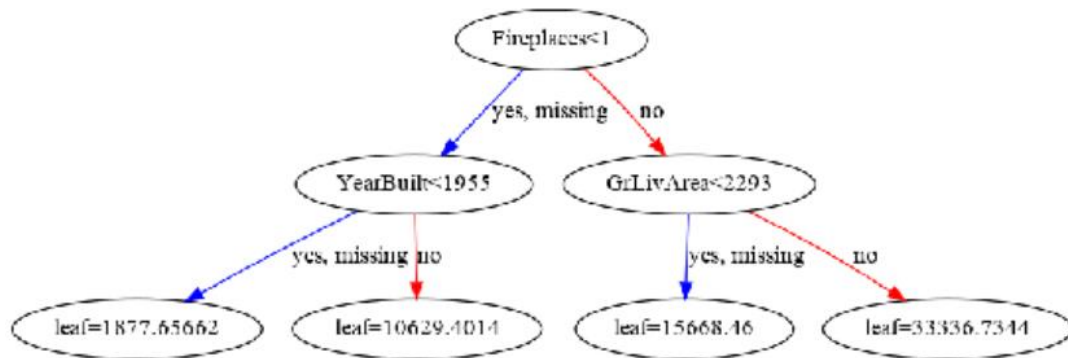 Fireplaces<1
yes, missing no
YearBuilt<1955 GrLivArea<2293
yes, missing no yes, missing no
leaf=1877.65662 leaf=10629.4014 leaf=15668.46 leaf=33336.7344